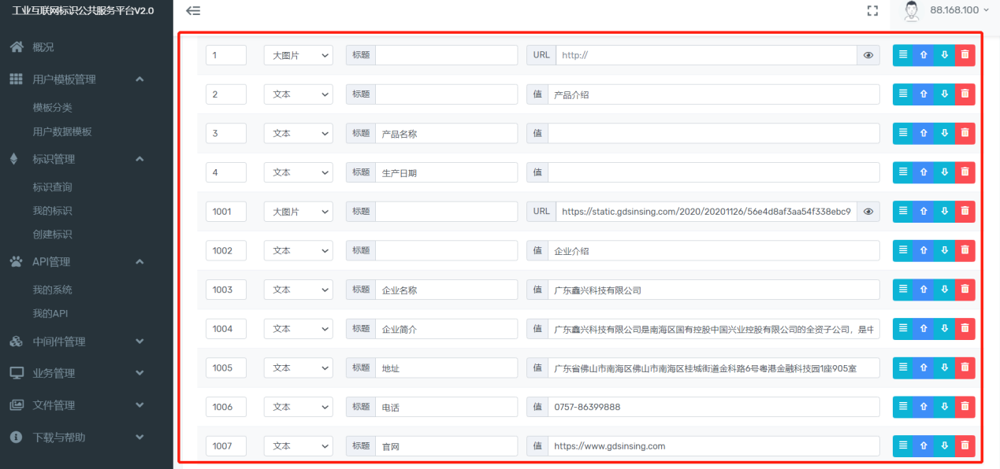 工业互联网标识公共服务平台V2.0
88.168.100
概况
用户模板管理
模板分类
用户数据模板
标识管理
标识查询
我的标识
创建标识
API管理
我的系统
我的API
中间件管理
业务管理
文件管理
下载与帮助
1 大图片 标题 URL http://
2 文本 标题 值 产品介绍
3 文本 标题 产品名称 值
4 文本 标题 生产日期 值
1001 大图片 标题 URL https://static.gdsinsing.com/2020/20201126/56e4d8af3aa54f338ebc9
1002 文本 标题 值 企业介绍
1003 文本 标题 企业名称 值 广东鑫兴科技有限公司
1004 文本 标题 企业简介 值 广东鑫兴科技有限公司是南海区国有控股中国兴业控股有限公司的全资子公司，是中
1005 文本 标题 地址 值 广东省佛山市南海区佛山市南海区桂城街道金科路6号粤港金融科技园1座905室
1006 文本 标题 电话 值 0757-86399888
1007 文本 标题 官网 值 https://www.gdsinsing.com